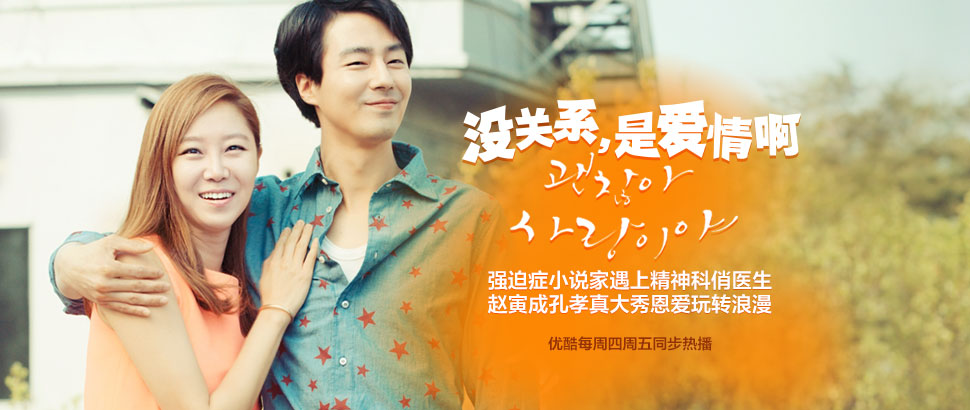 没关系,是爱情啊
괜찮아
사랑이야
强迫症小说家遇上精神科俏医生
赵寅成孔孝真大秀恩爱玩转浪漫
优酷每周四周五同步热播